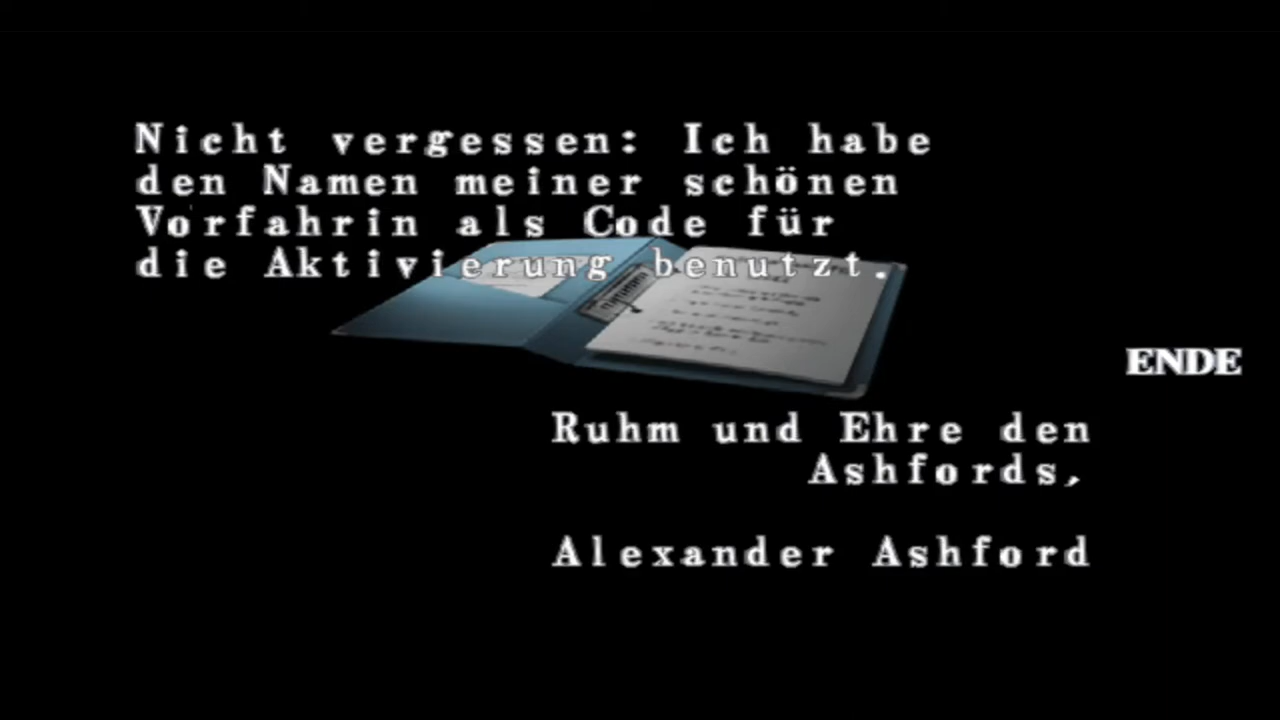 Nicht vergessen: Ich habe
den Namen meiner schönen
Vorfahrin als Code für
die Aktivierung benutzt.
ENDE
Ruhm und Ehre den
Ashfords,
Alexander Ashford